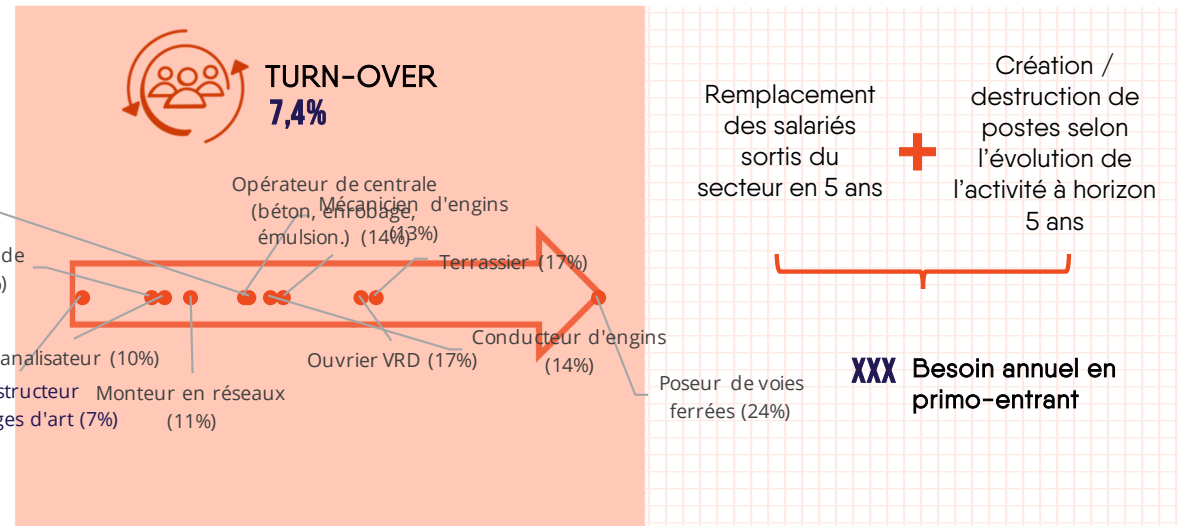 TURN-OVER
7,4%
Opérateur de centrale
(béton, enrobage,
émulsion.) (14%)
Mécanicien d'engins
(13%)
de
Terrassier (17%)
analisateur (10%)
structeur
ges d'art (7%)
Monteur en réseaux
(11%)
Ouvrier VRD (17%)
Conducteur d'engins
(14%)
Poseur de voies
ferrées (24%)
Remplacement
des salariés
sortis du
secteur en 5 ans
+
Création /
destruction de
postes selon
l'évolution de
l'activité à horizon
5 ans
XXX Besoin annuel en
primo-entrant